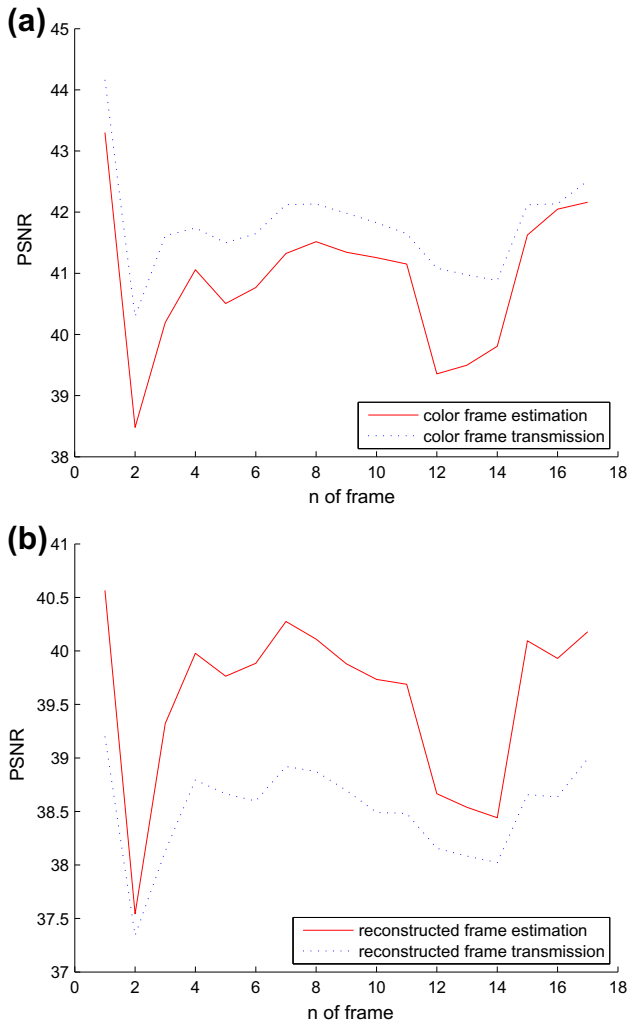 (a)
45
44
43
42
41
40
39
38
PSNR
color frame estimation
color frame transmission
0 2 4 6 8 10 12 14 16 18
n of frame
(b)
41
40.5
40
39.5
39
38.5
38
37.5
37
PSNR
reconstructed frame estimation
reconstructed frame transmission
0 2 4 6 8 10 12 14 16 18
n of frame